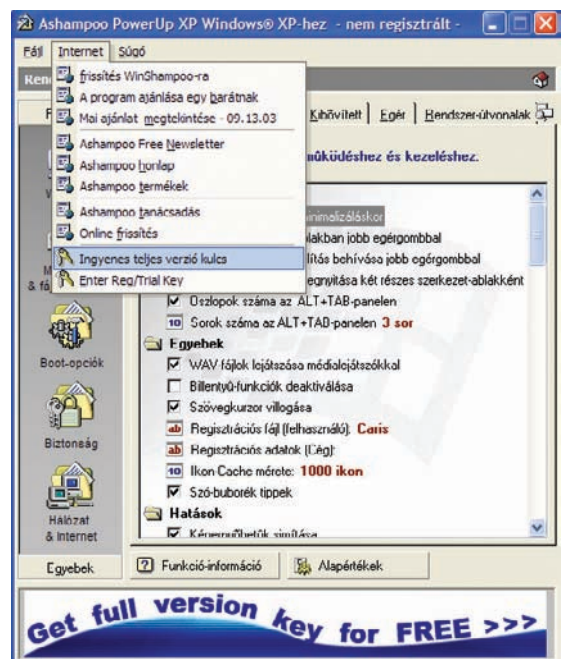 Ashampoo PowerUp XP Windows® XP-hez - nem regisztrált -
Fájl Internet Súgó
frissítés WinShampoo-ra
A program ajánlása egy barátnak
Mai ajánlat megtekintése - 09.13.03
Kibővített Egér Rendszer-útvonalak
Ashampoo Free Newsletter
működéshez és kezeléshez.
Ashampoo honlap
Ashampoo termékek
Ashampoo tanácsadás
minimalizáláskor
Online frissítés
jobb egérgombbal
behívása jobb egérgombbal
Ingyenes teljes verzió kulcs
két részes szerkezet-ablakként
Enter Reg/Trial Key
Oszlopok száma az ALT+TAB-panelen
Sorok száma az ALT+TAB-panelen 3 sor
Egyebek
WAV fájlok lejátszása médialejátszókkal
Boot-opciók
Billentyű-funkciók deaktiválása
Szövegkurzor villogása
Regisztrációs fájl (felhasználó): Caris
Biztonság
Regisztrációs adatok (Cég):
Ikon Cache mérete: 1000 ikon
Szó-buborék tippek
Hatások
Hálózat
& Internet
Képernyőbetűk simítása
Egyebek
Funkció-információ Alapértékek
Get full version key for FREE >>>